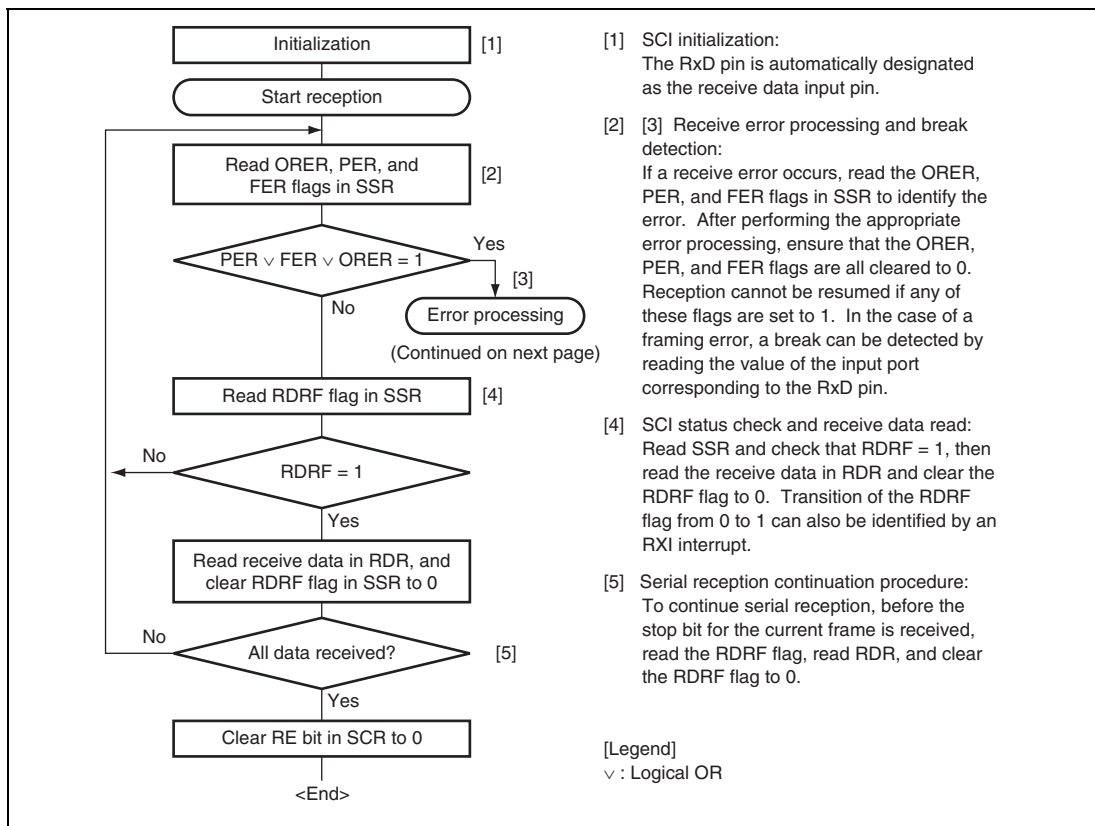 Initialization
[1]
Start reception
Read ORER, PER, and
FER flags in SSR
[2]
PER ∨ FER ∨ ORER = 1
Yes
[3]
No
Error processing
(Continued on next page)
Read RDRF flag in SSR
[4]
No
RDRF = 1
Yes
Read receive data in RDR, and
clear RDRF flag in SSR to 0
No
All data received?
[5]
Yes
Clear RE bit in SCR to 0
<End>
[1] SCI initialization:
The RxD pin is automatically designated
as the receive data input pin.
[2] [3] Receive error processing and break
detection:
If a receive error occurs, read the ORER,
PER, and FER flags in SSR to identify the
error. After performing the appropriate
error processing, ensure that the ORER,
PER, and FER flags are all cleared to 0.
Reception cannot be resumed if any of
these flags are set to 1. In the case of a
framing error, a break can be detected by
reading the value of the input port
corresponding to the RxD pin.
[4] SCI status check and receive data read:
Read SSR and check that RDRF = 1, then
read the receive data in RDR and clear the
RDRF flag to 0. Transition of the RDRF
flag from 0 to 1 can also be identified by an
RXI interrupt.
[5] Serial reception continuation procedure:
To continue serial reception, before the
stop bit for the current frame is received,
read the RDRF flag, read RDR, and clear
the RDRF flag to 0.
[Legend]
∨ : Logical OR